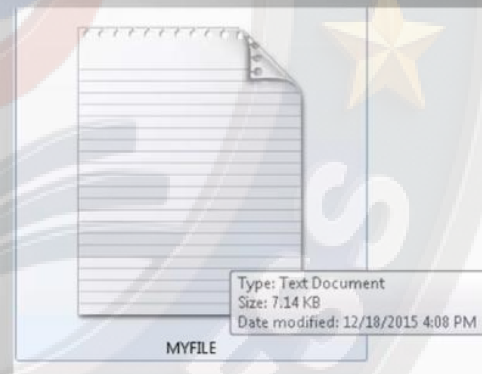 Type: Text Document
Size: 7.14 KB
Date modified: 12/18/2015 4:08 PM
MYFILE